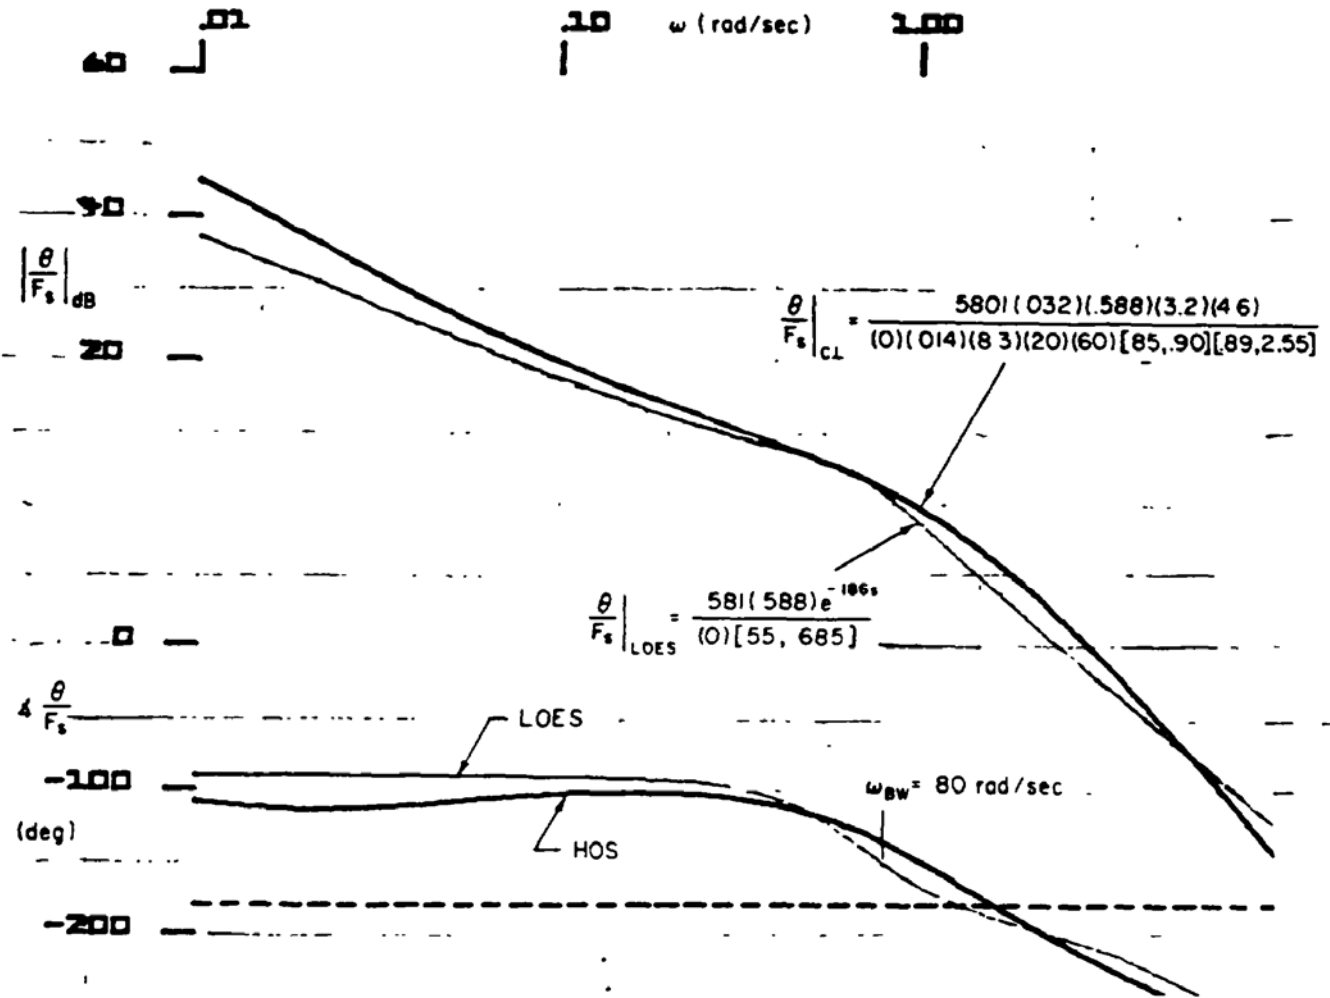 .01 .10 ω (rad/sec) 1.00
60
40
|θ/Fs|dB
20
θ/Fs|CL = 5801(032)(.588)(3.2)(4 6)
(0)(014)(8 3)(20)(60)[85,.90][89,2.55]
θ/Fs|LOES = 581(588)e^-186s
(0)[55, 685]
0
∡ θ/Fs
LOES
-100
ωBW= 80 rad/sec
(deg)
HOS
-200